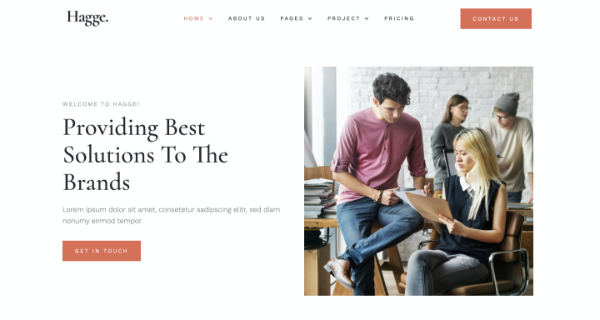 Hagge.
HOME ABOUT US PAGES PROJECT PRICING
CONTACT US
WELCOME TO HAGGE!
Providing Best
Solutions To The
Brands
Lorem ipsum dolor sit amet, consetetur sadipscing elitr, sed diam
nonumy eirmod tempor.
GET IN TOUCH